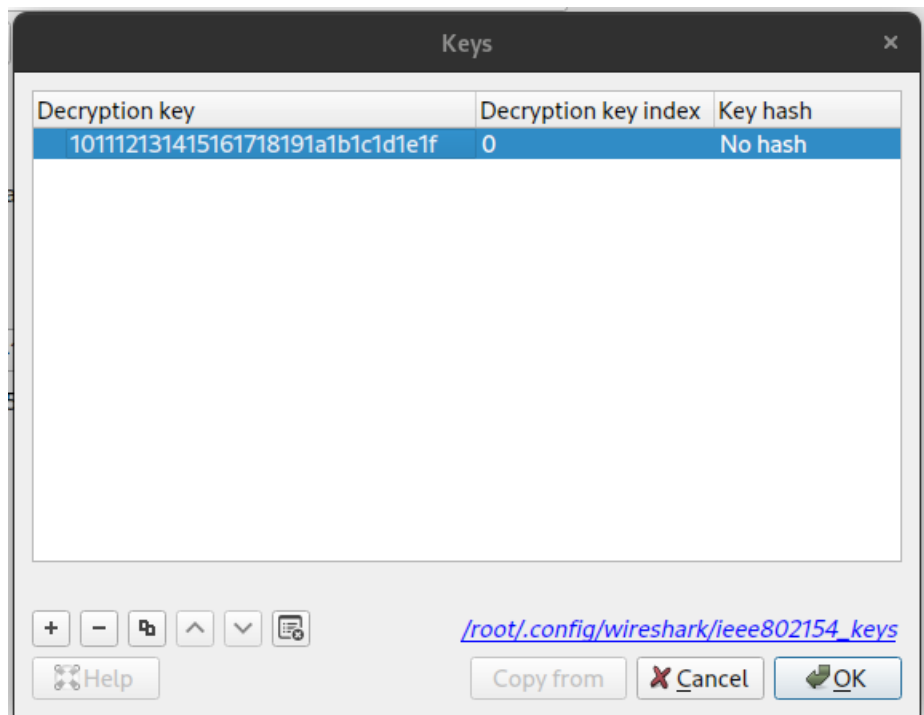 Keys
Decryption key Decryption key index Key hash
101112131415161718191a1b1c1d1e1f 0 No hash
/root/.config/wireshark/ieee802154_keys
Help Copy from Cancel OK